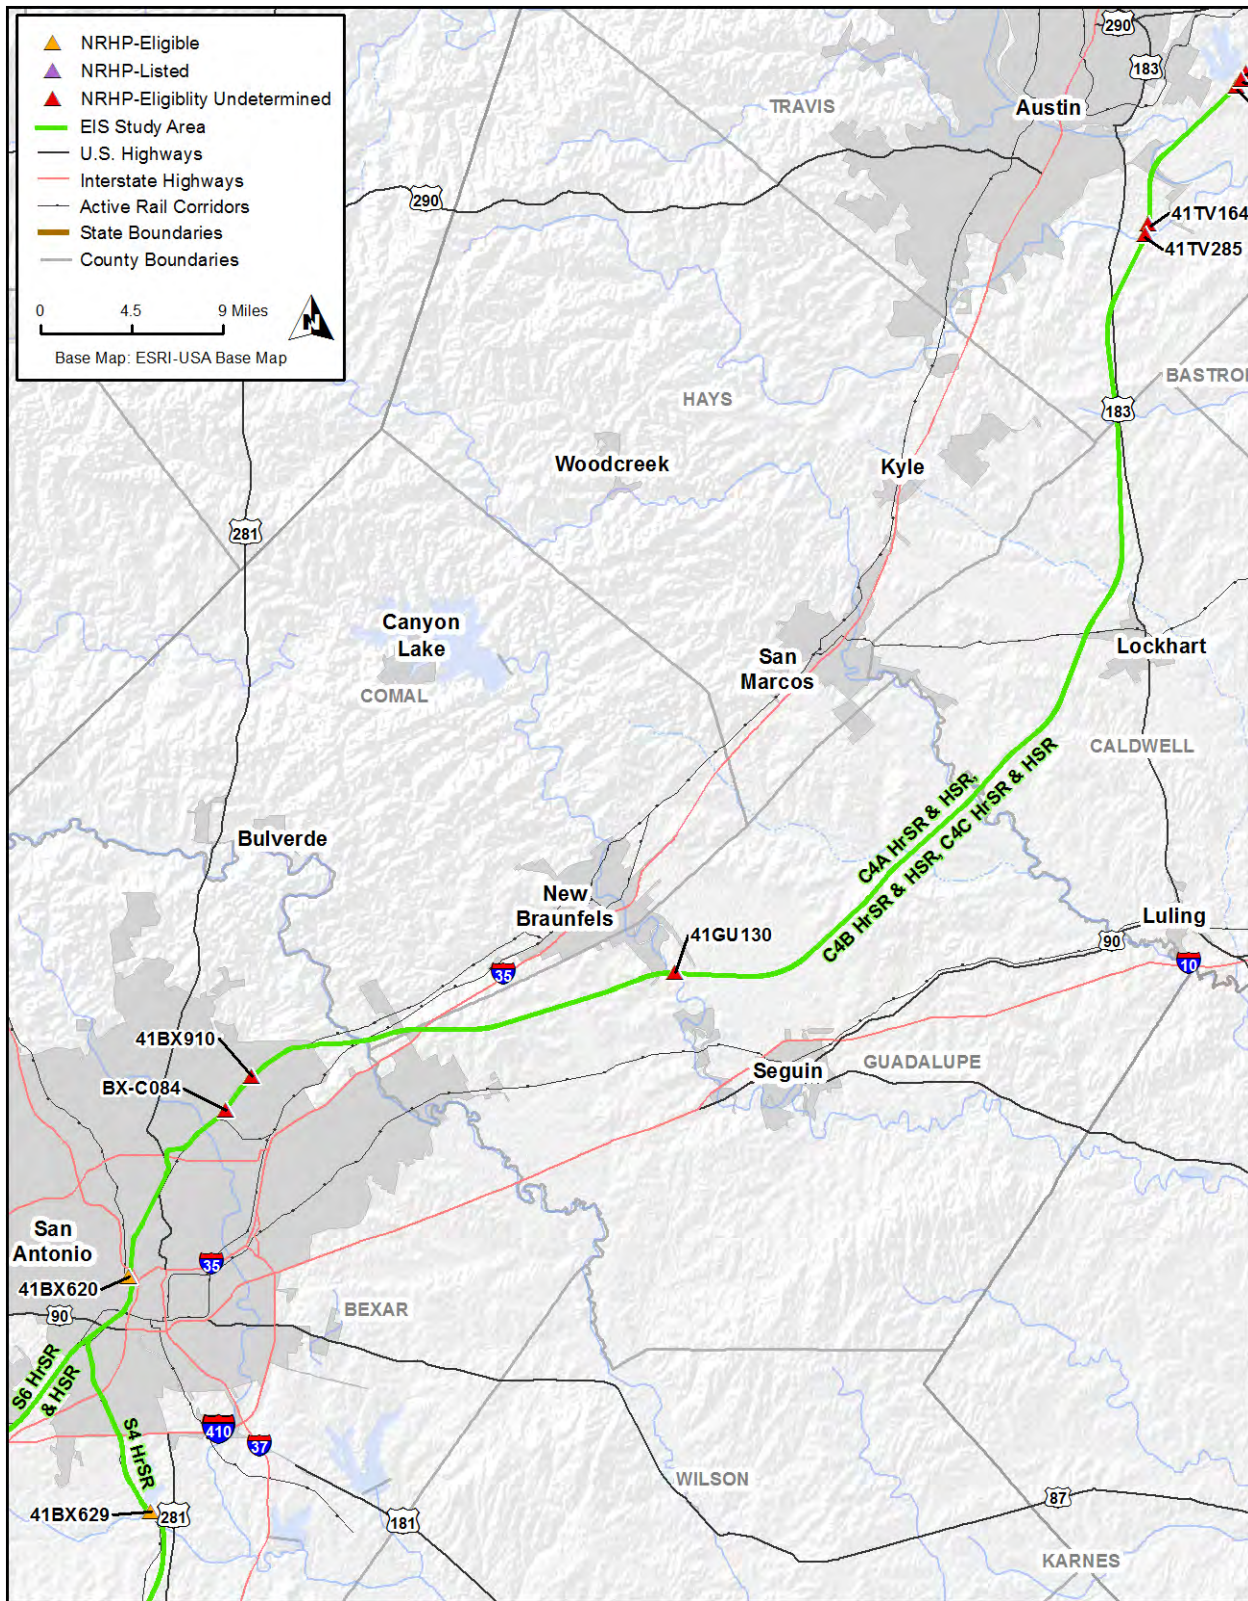 NRHP-Eligible
NRHP-Listed
NRHP-Eligiblity Undetermined
EIS Study Area
U.S. Highways
Interstate Highways
Active Rail Corridors
State Boundaries
County Boundaries
0 4.5 9 Miles
N
Base Map: ESRI-USA Base Map
290
183
TRAVIS
Austin
290
41TV164
41TV285
BASTROP
HAYS
183
Woodcreek
Kyle
281
Canyon
Lake
COMAL
San
Marcos
Lockhart
CALDWELL
C4A HrSR & HSR,
C4B HrSR & HSR, C4C HrSR & HSR
Bulverde
New
Braunfels
Luling
90
10
41GU130
35
41BX910
BX-C084
Seguin
GUADALUPE
San
Antonio
35
41BX620
90
BEXAR
S6 HrSR
& HSR
S4 HrSR
410
37
WILSON
87
41BX629
281
181
KARNES